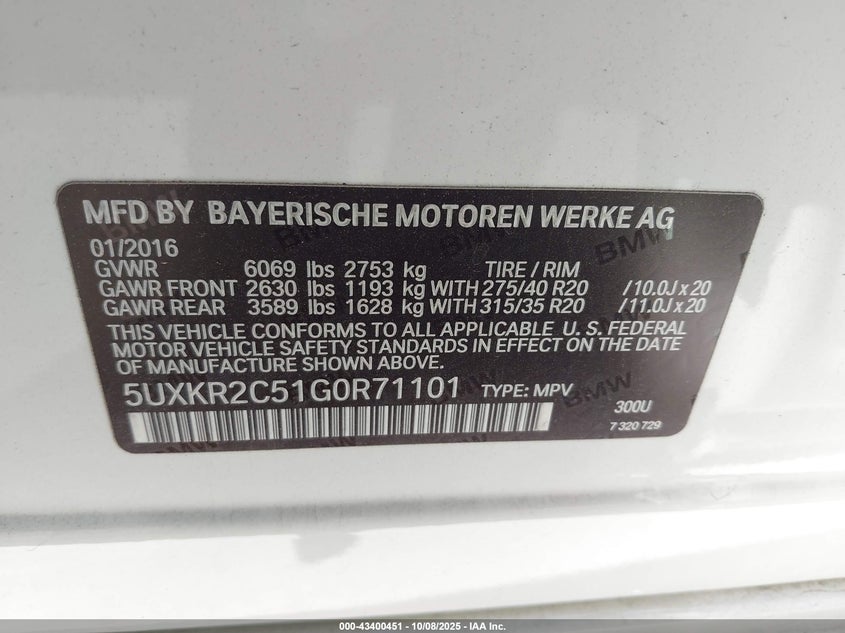 MFD BY BAYERISCHE MOTOREN WERKE AG
01/2016
GVWR 6069 lbs 2753 kg TIRE / RIM
GAWR FRONT 2630 lbs 1193 kg WITH 275/40 R20 /10.0J x 20
GAWR REAR 3589 lbs 1628 kg WITH 315/35 R20 /11.0J x 20
THIS VEHICLE CONFORMS TO ALL APPLICABLE U. S. FEDERAL
MOTOR VEHICLE SAFETY STANDARDS IN EFFECT ON THE DATE
OF MANUFACTURE SHOWN ABOVE.
5UXKR2C51G0R71101 TYPE: MPV
300U
7 320 729
BMW
BMW
BMW
000-43400451 - 10/08/2025 - IAA Inc.